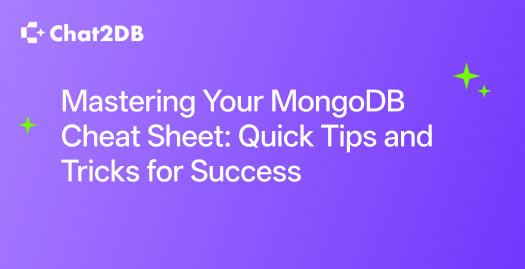 Chat2DB
Mastering Your MongoDB
Cheat Sheet: Quick Tips and
Tricks for Success